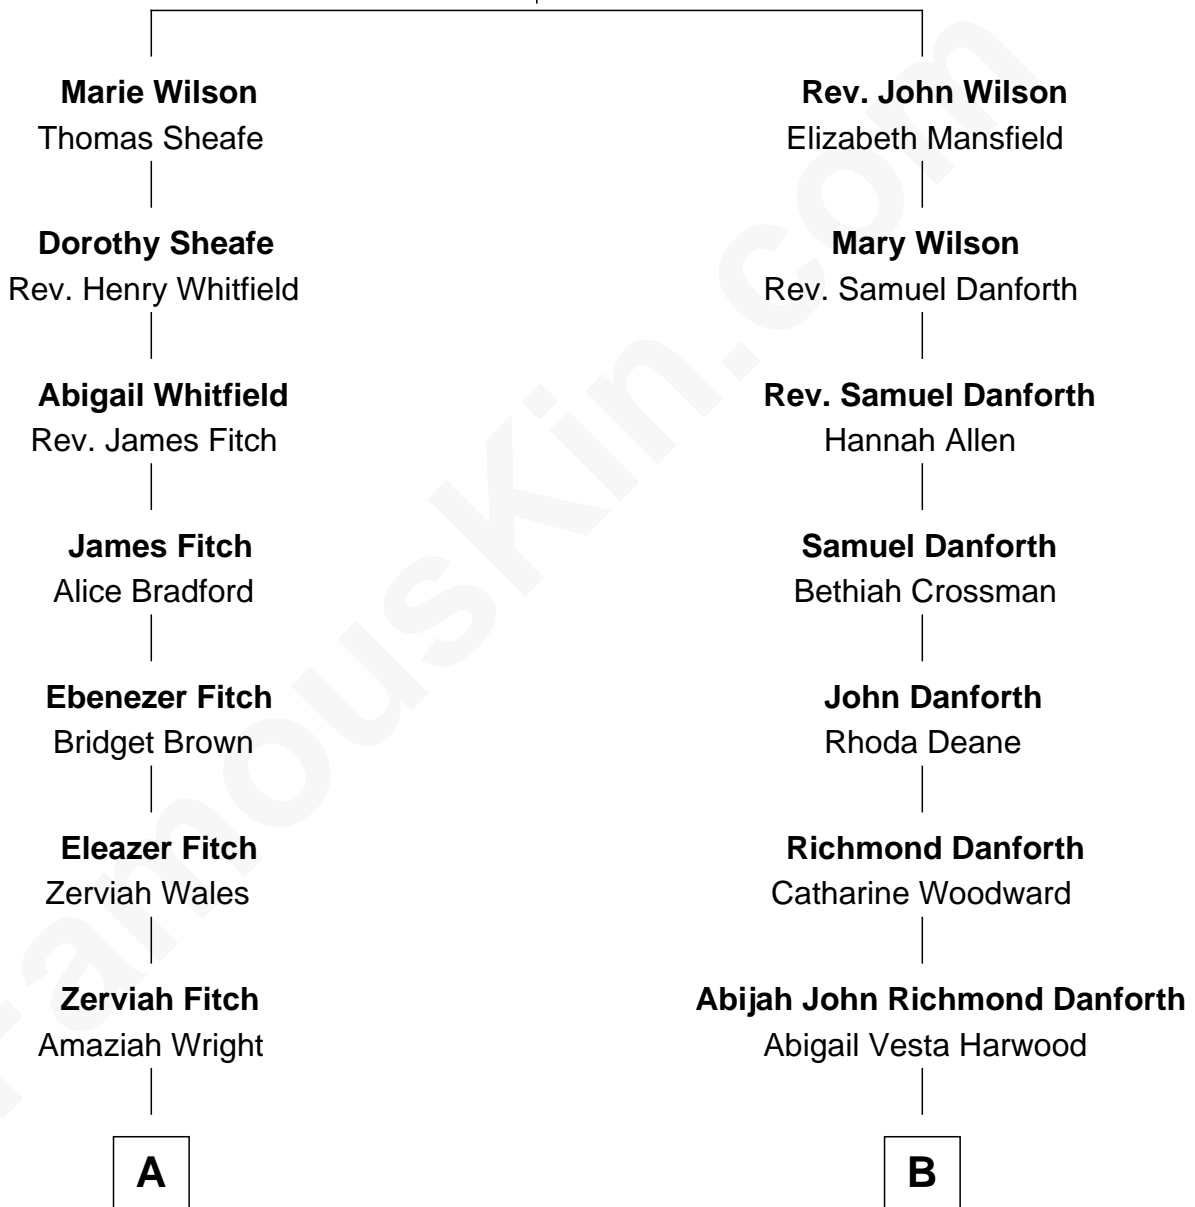 Marie Wilson
Thomas Sheafe
Dorothy Sheafe
Rev. Henry Whitfield
Abigail Whitfield
Rev. James Fitch
James Fitch
Alice Bradford
Ebenezer Fitch
Bridget Brown
Eleazer Fitch
Zerviah Wales
Zerviah Fitch
Amaziah Wright
A
Rev. John Wilson
Elizabeth Mansfield
Mary Wilson
Rev. Samuel Danforth
Rev. Samuel Danforth
Hannah Allen
Samuel Danforth
Bethiah Crossman
John Danforth
Rhoda Deane
Richmond Danforth
Catharine Woodward
Abijah John Richmond Danforth
Abigail Vesta Harwood
B
FamousKin.com